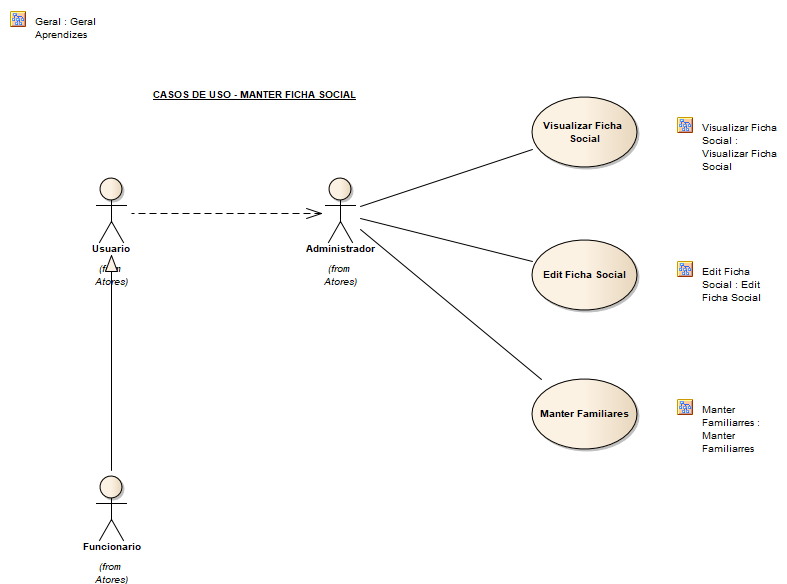 Geral : Geral
Aprendizes
CASOS DE USO - MANTER FICHA SOCIAL
Visualizar Ficha
Social
Visualizar Ficha
Social :
Visualizar Ficha
Social
Usuario
(from
Atores)
Administrador
(from
Atores)
Edit Ficha Social
Edit Ficha
Social : Edit
Ficha Social
Manter Familiares
Manter
Familiarres :
Manter
Familiarres
Funcionario
(from
Atores)